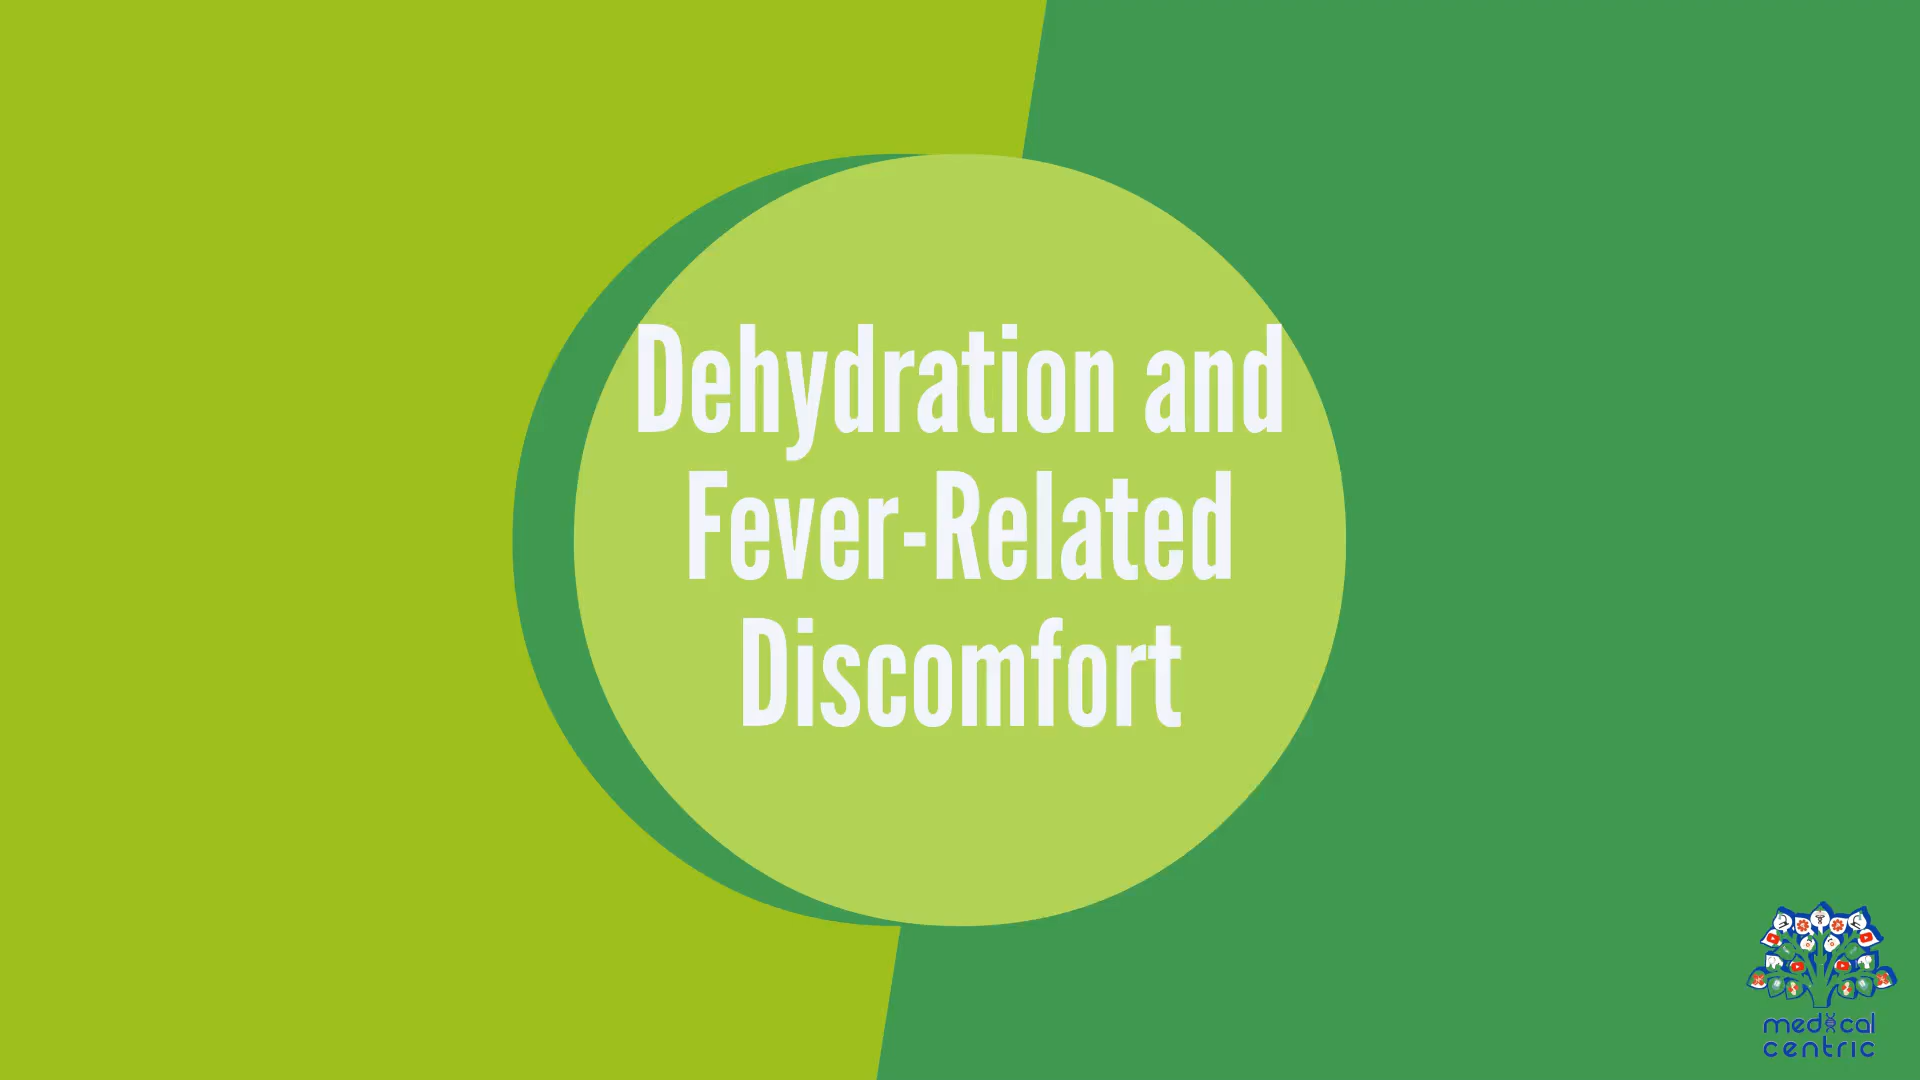 Dehydration and
Fever-Related
Discomfort
medical
centric